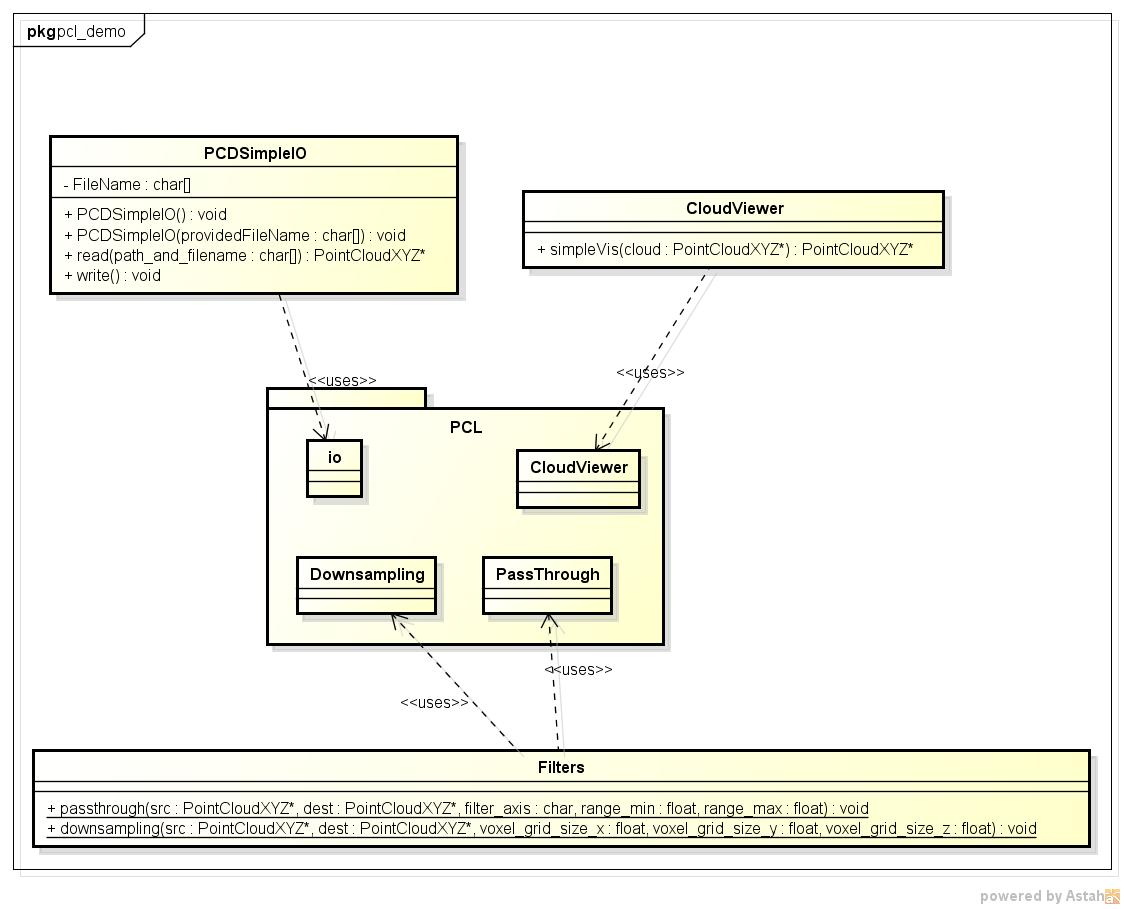 pkg pcl_demo
PCDSimpleIO
- FileName : char[]
+ PCDSimpleIO() : void
+ PCDSimpleIO(providedFileName : char[]) : void
+ read(path_and_filename : char[]) : PointCloudXYZ*
+ write() : void
CloudViewer
+ simpleVis(cloud : PointCloudXYZ*) : PointCloudXYZ*
<<uses>>
<<uses>>
PCL
io
CloudViewer
Downsampling
PassThrough
<<uses>>
<<uses>>
Filters
+ passthrough(src : PointCloudXYZ*, dest : PointCloudXYZ*, filter_axis : char, range_min : float, range_max : float) : void
+ downsampling(src : PointCloudXYZ*, dest : PointCloudXYZ*, voxel_grid_size_x : float, voxel_grid_size_y : float, voxel_grid_size_z : float) : void
powered by Astah